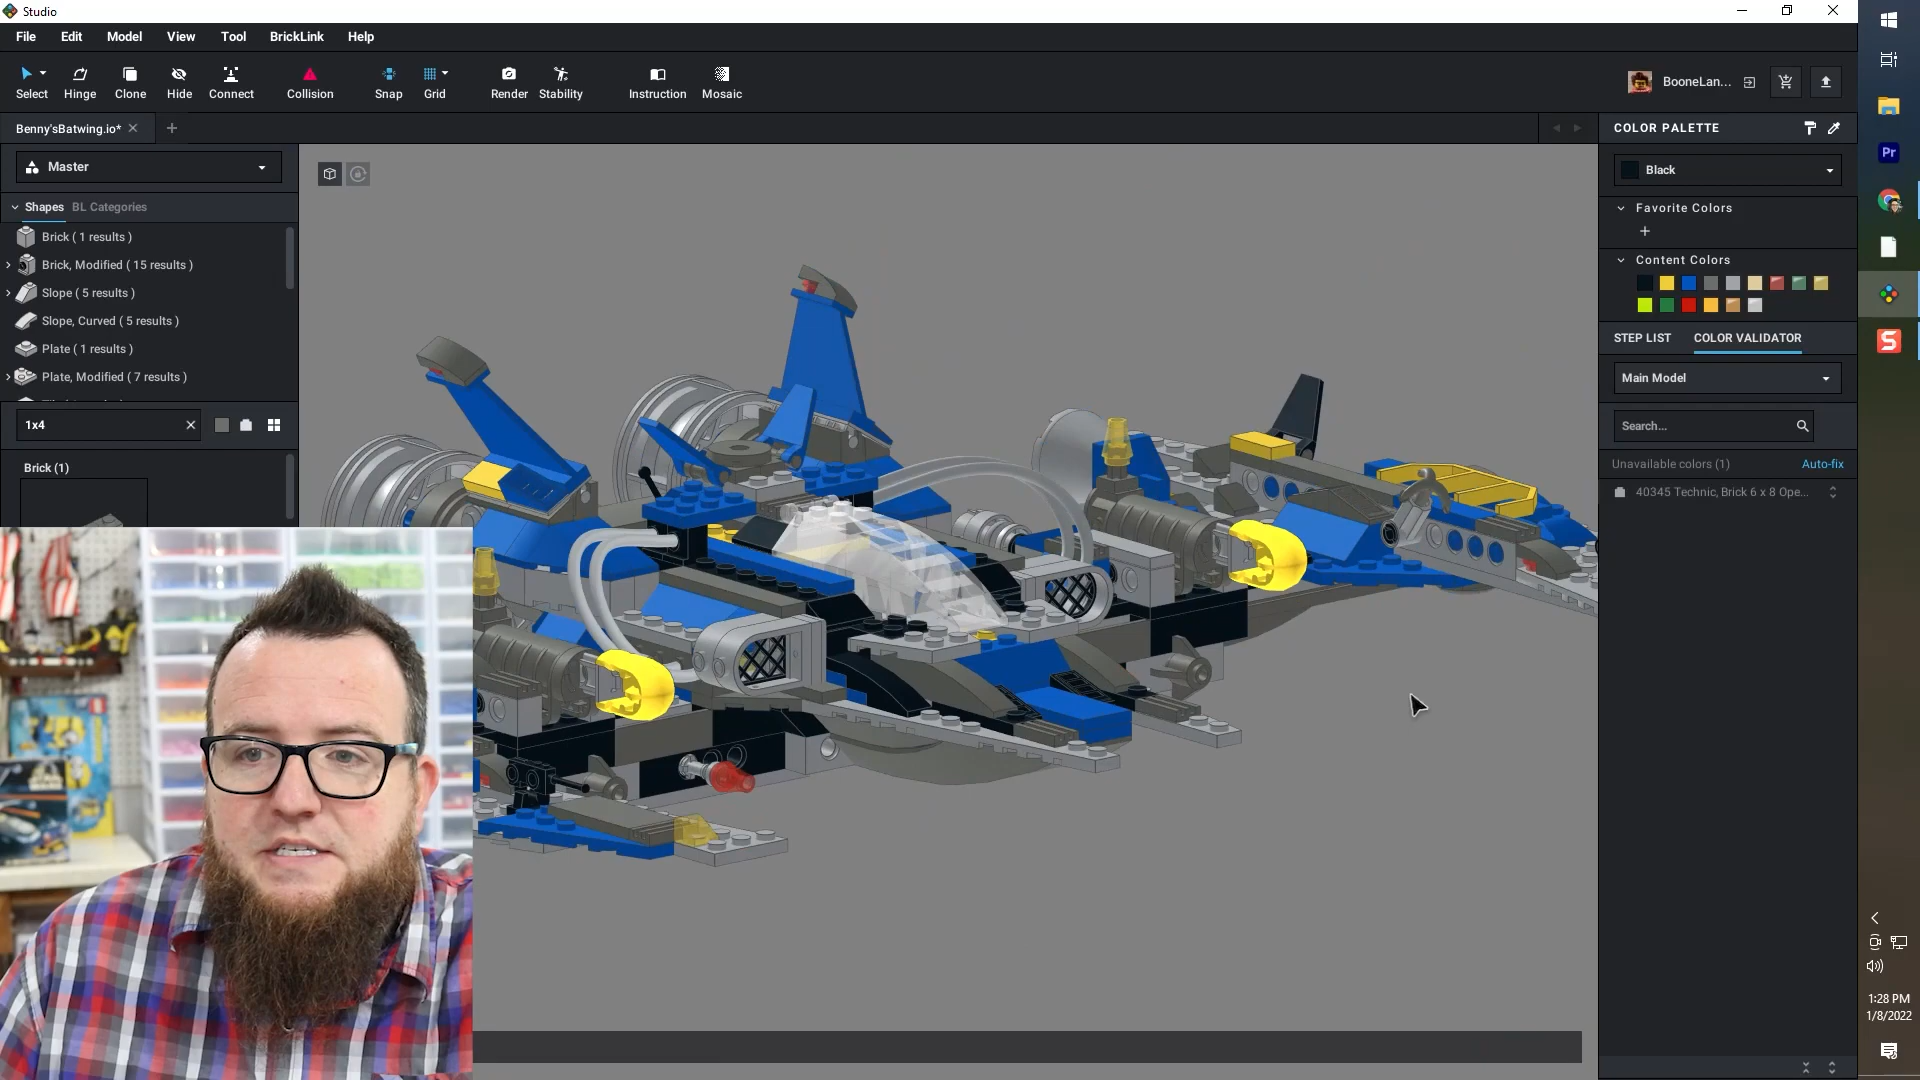 Studio
File Edit Model View Tool BrickLink Help
Select Hinge Clone Hide Connect Collision Snap Grid Render Stability Instruction Mosaic
BooneLan...
Benny'sBatwing.io*
COLOR PALETTE
Master
Black
Shapes BL Categories
Favorite Colors
Brick ( 1 results )
Brick, Modified ( 15 results )
Content Colors
Slope ( 5 results )
Slope, Curved ( 5 results )
STEP LIST COLOR VALIDATOR
Plate ( 1 results )
Plate, Modified ( 7 results )
Main Model
1x4
Search...
Brick (1)
Unavailable colors (1) Auto-fix
40345 Technic, Brick 6 x 8 Ope...
Pr
S
1:28 PM
1/8/2022